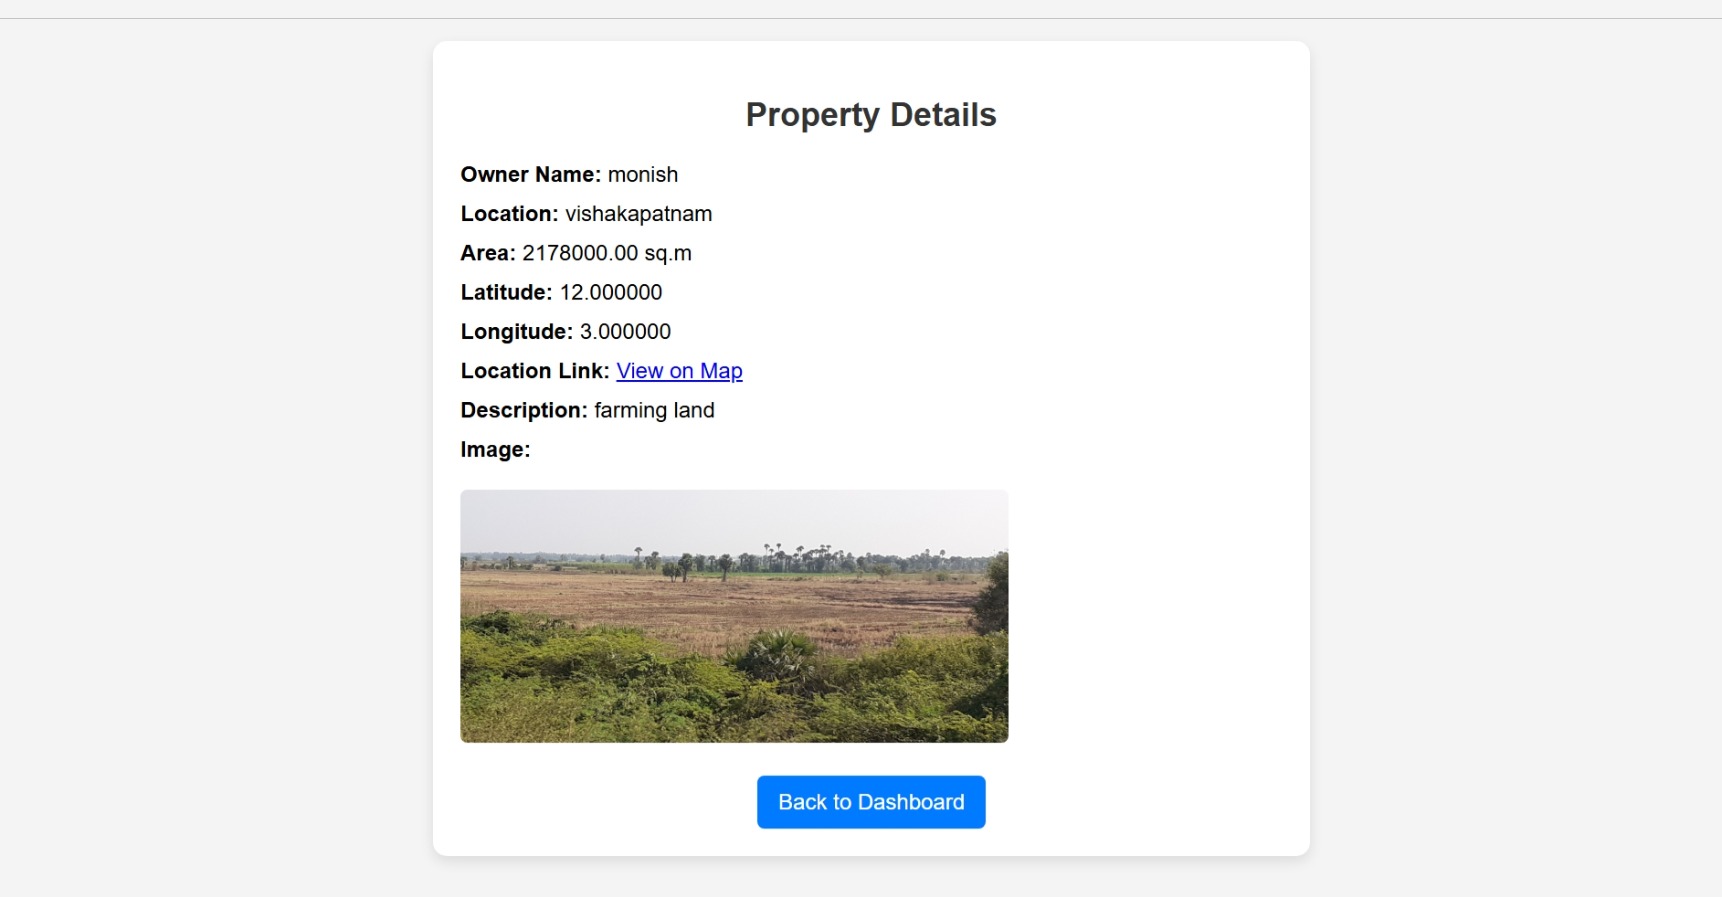 Property Details
Owner Name: monish
Location: vishakapatnam
Area: 2178000.00 sq.m
Latitude: 12.000000
Longitude: 3.000000
Location Link: View on Map
Description: farming land
Image:
Back to Dashboard